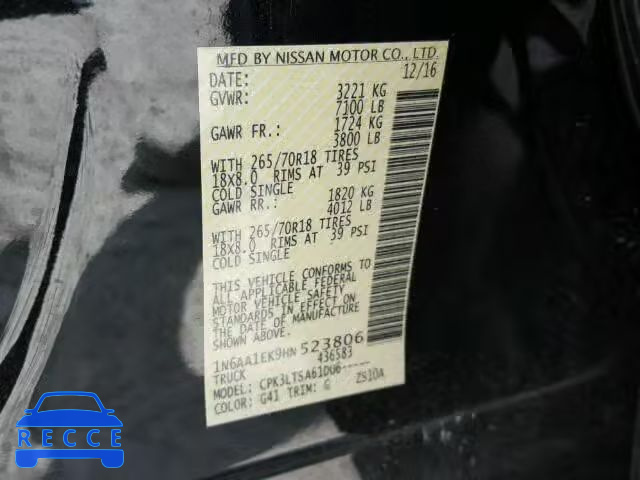 MFD BY NISSAN MOTOR CO., LTD.
DATE: 12/16
GVWR: 3221 KG
7100 LB
GAWR FR.: 1724 KG
3800 LB
WITH 265/70R18 TIRES
18X8.0 RIMS AT 39 PSI
COLD SINGLE
GAWR RR.: 1820 KG
4012 LB
WITH 265/70R18 TIRES
18X8.0 RIMS AT 39 PSI
COLD SINGLE
THIS VEHICLE CONFORMS TO
ALL APPLICABLE FEDERAL
MOTOR VEHICLE SAFETY
STANDARDS IN EFFECT ON
THE DATE OF MANUFACTURE
SHOWN ABOVE.
1N6AA1EK9HN 523806
TRUCK 436583
MODEL: CPK3LTSA61DU6-----
COLOR: G41 TRIM: G ZS10A
RECCE